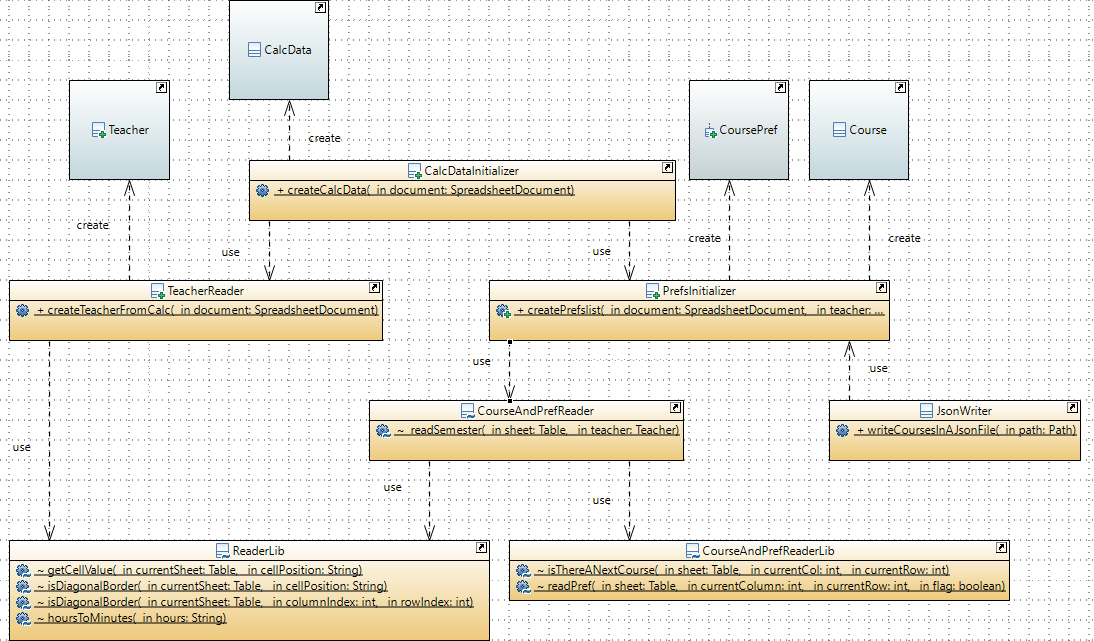 CalcData
Teacher
CoursePref
Course
create
CalcDataInitializer
+ createCalcData( in document: SpreadsheetDocument)
create
use
use
create
create
TeacherReader
+ createTeacherFromCalc( in document: SpreadsheetDocument)
PrefsInitializer
+ createPrefslist( in document: SpreadsheetDocument, in teacher: ...
use
use
CourseAndPrefReader
~ readSemester( in sheet: Table, in teacher: Teacher)
JsonWriter
+ writeCoursesInAJsonFile( in path: Path)
use
use
use
ReaderLib
~ getCellValue( in currentSheet: Table, in cellPosition: String)
~ isDiagonalBorder( in currentSheet: Table, in cellPosition: String)
~ isDiagonalBorder( in currentSheet: Table, in columnIndex: int, in rowIndex: int)
~ hoursToMinutes( in hours: String)
CourseAndPrefReaderLib
~ isThereANextCourse( in sheet: Table, in currentCol: int, in currentRow: int)
~ readPref( in sheet: Table, in currentColumn: int, in currentRow: int, in flag: boolean)